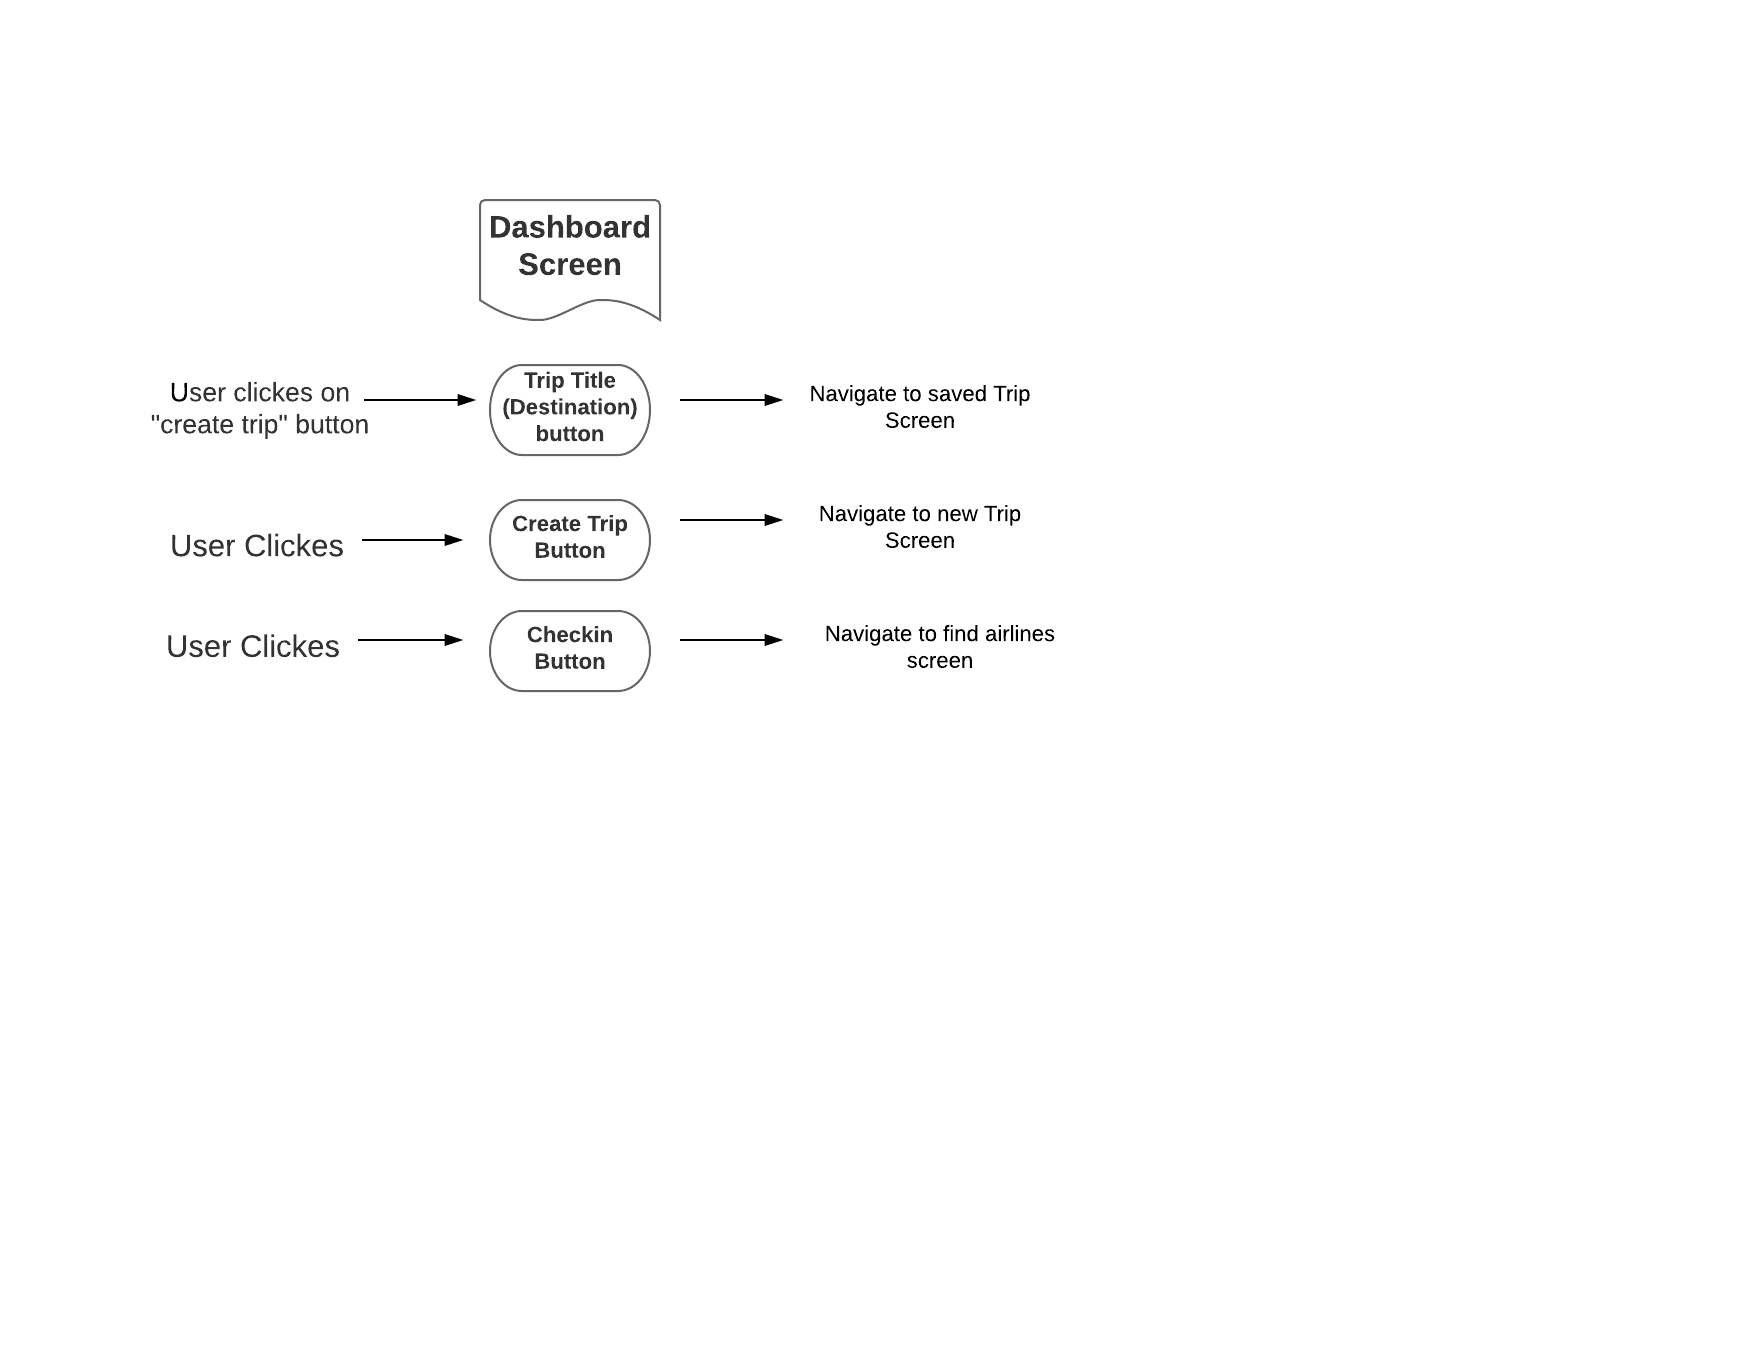 Dashboard
Screen
User clickes on
"create trip" button
Trip Title
(Destination)
button
Navigate to saved Trip
Screen
User Clickes
Create Trip
Button
Navigate to new Trip
Screen
User Clickes
Checkin
Button
Navigate to find airlines
screen